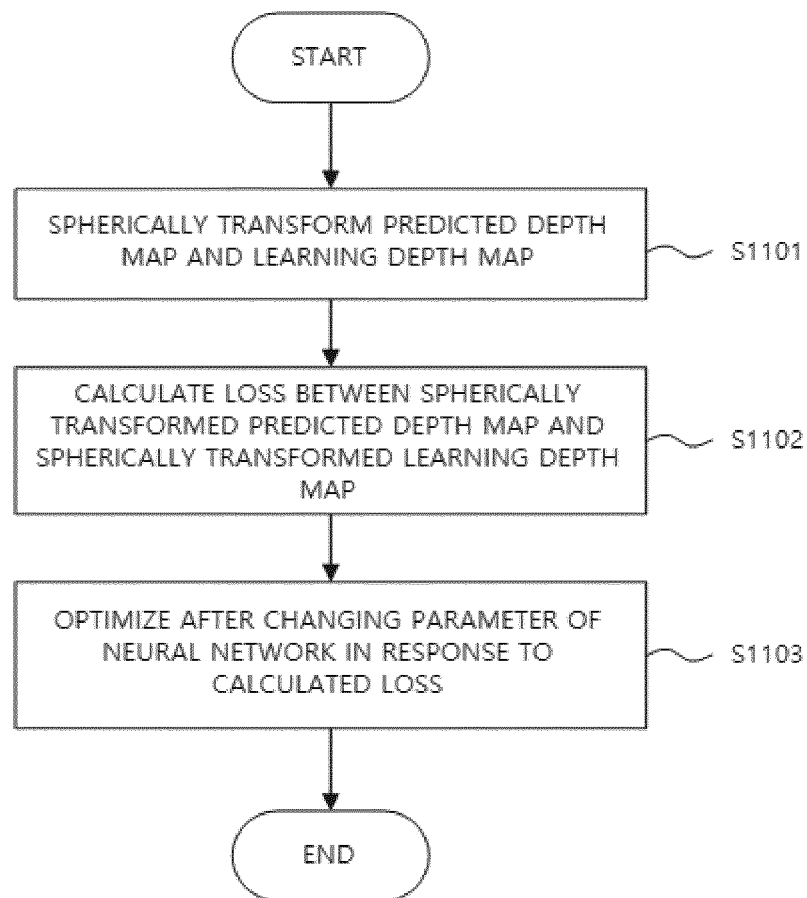 START
SPHERICALLY TRANSFORM PREDICTED DEPTH
MAP AND LEARNING DEPTH MAP
S1101
CALCULATE LOSS BETWEEN SPHERICALLY
TRANSFORMED PREDICTED DEPTH MAP AND
SPHERICALLY TRANSFORMED LEARNING DEPTH
MAP
S1102
OPTIMIZE AFTER CHANGING PARAMETER OF
NEURAL NETWORK IN RESPONSE TO
CALCULATED LOSS
S1103
END